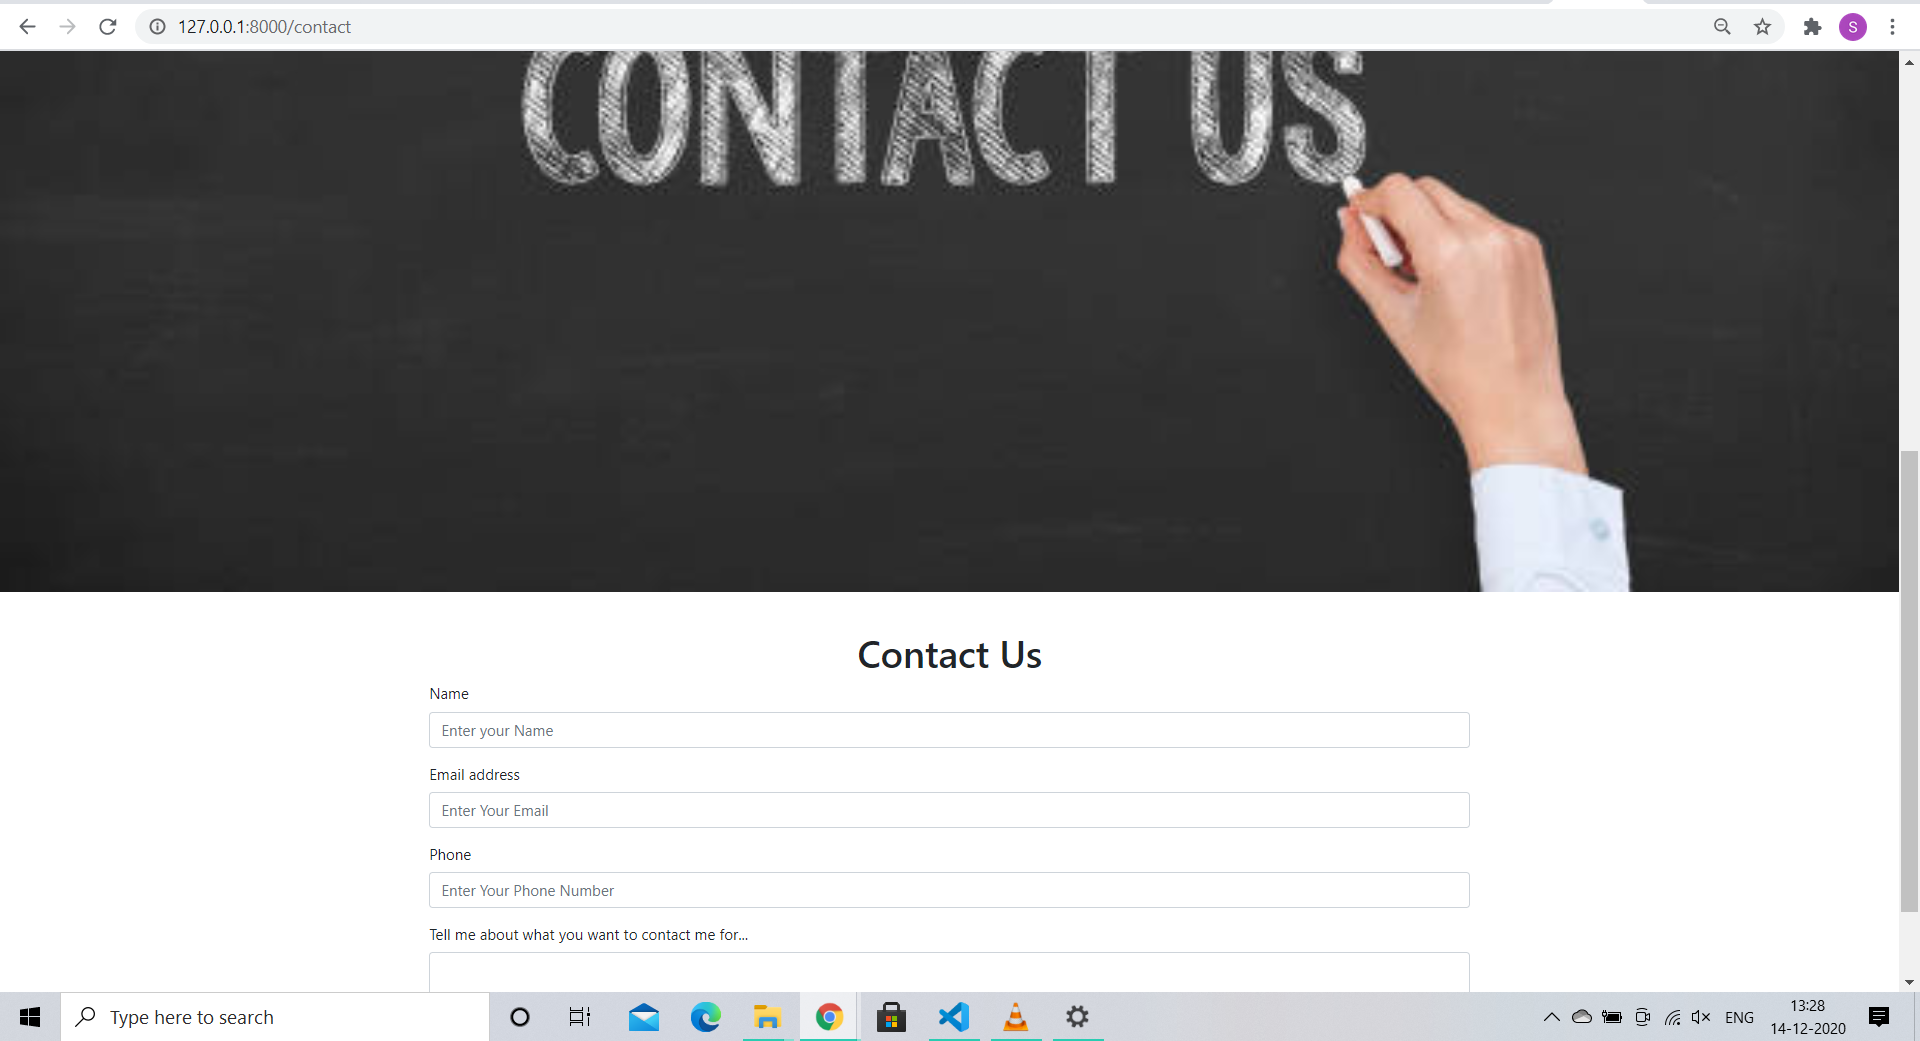 127.0.0.1:8000/contact
S
CONTACT US
Contact Us
Name
Enter your Name
Email address
Enter Your Email
Phone
Enter Your Phone Number
Tell me about what you want to contact me for...
Type here to search
ENG
13:28
14-12-2020